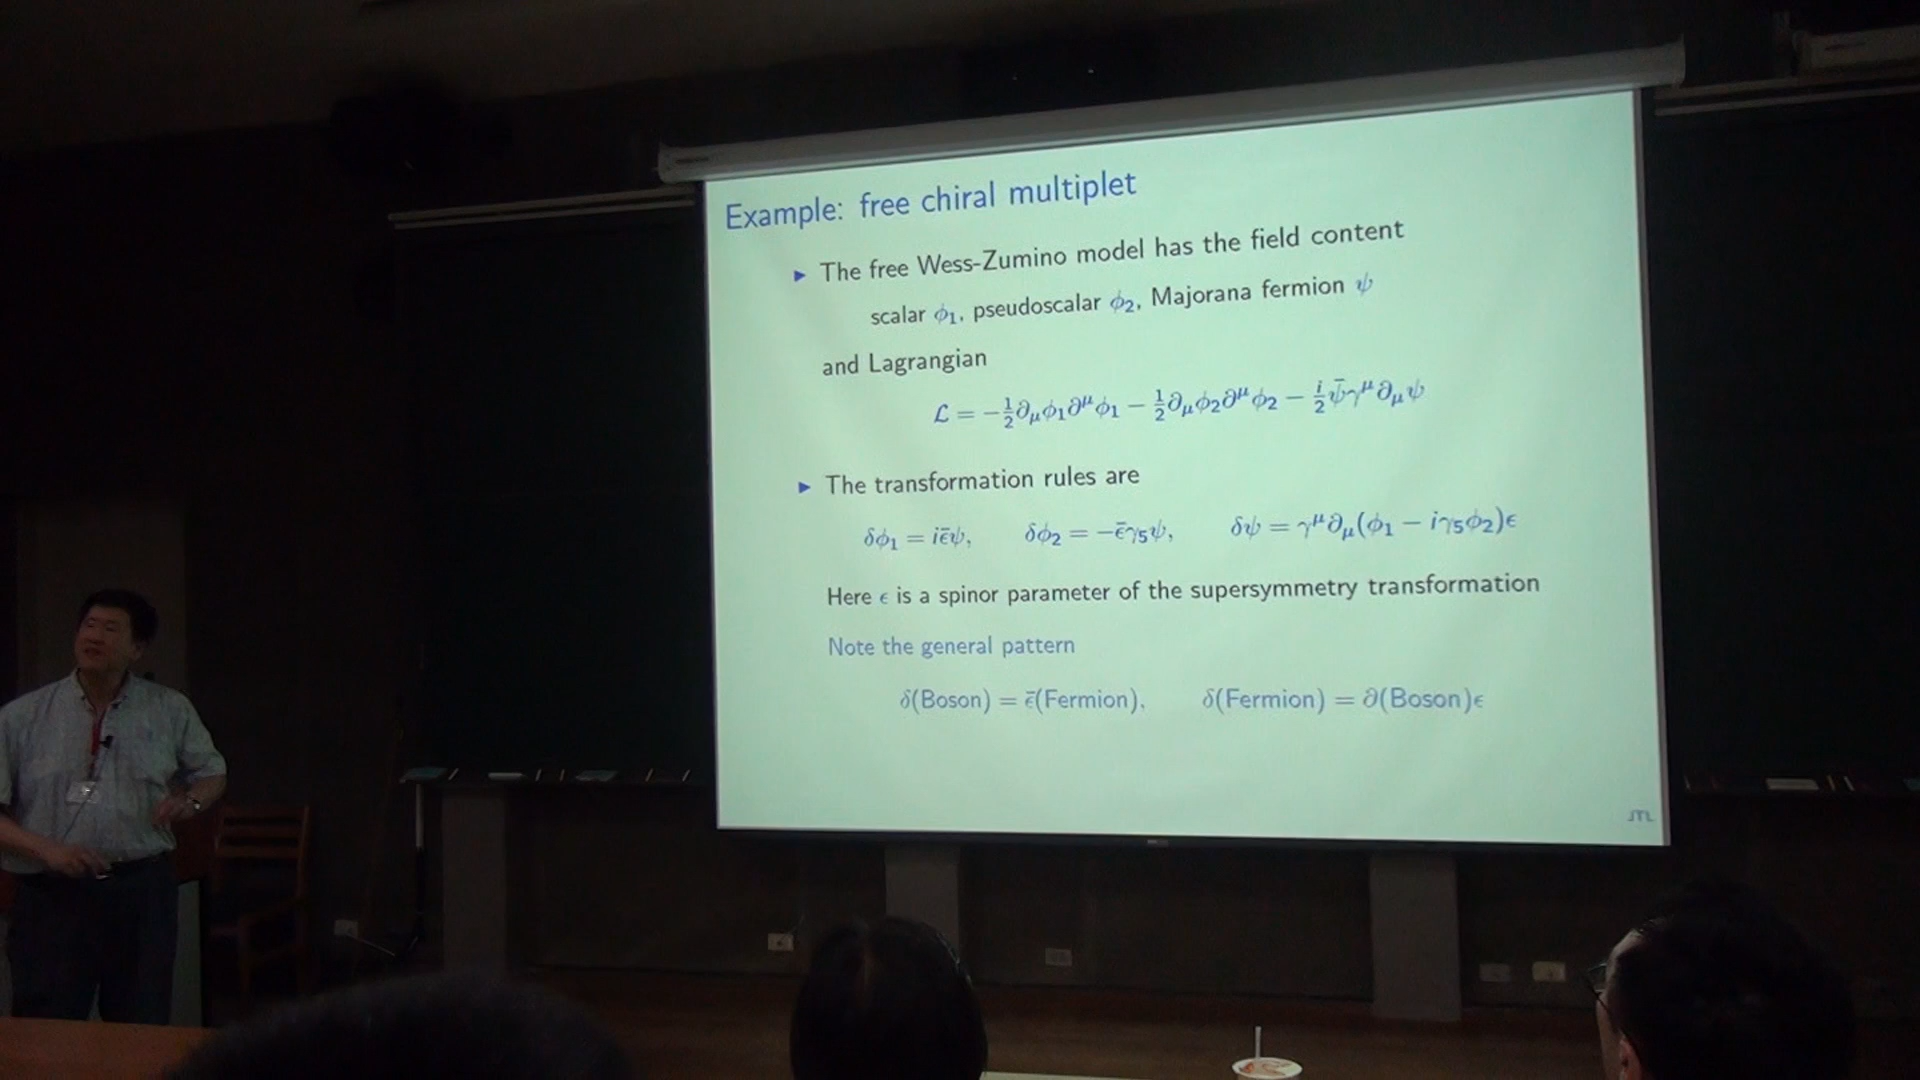 Example: free chiral multiplet
▶ The free Wess-Zumino model has the field content
scalar ϕ₁, pseudoscalar ϕ₂, Majorana fermion ψ
and Lagrangian
ℒ = −½∂_μϕ₁∂^μϕ₁ − ½∂_μϕ₂∂^μϕ₂ − i/2 ψ̄γ^μ∂_μψ
▶ The transformation rules are
δϕ₁ = iε̄ψ, δϕ₂ = −ε̄γ₅ψ, δψ = γ^μ∂_μ(ϕ₁ − iγ₅ϕ₂)ϵ
Here ϵ is a spinor parameter of the supersymmetry transformation
Note the general pattern
δ(Boson) = ε̄(Fermion), δ(Fermion) = ∂(Boson)ϵ
JTL